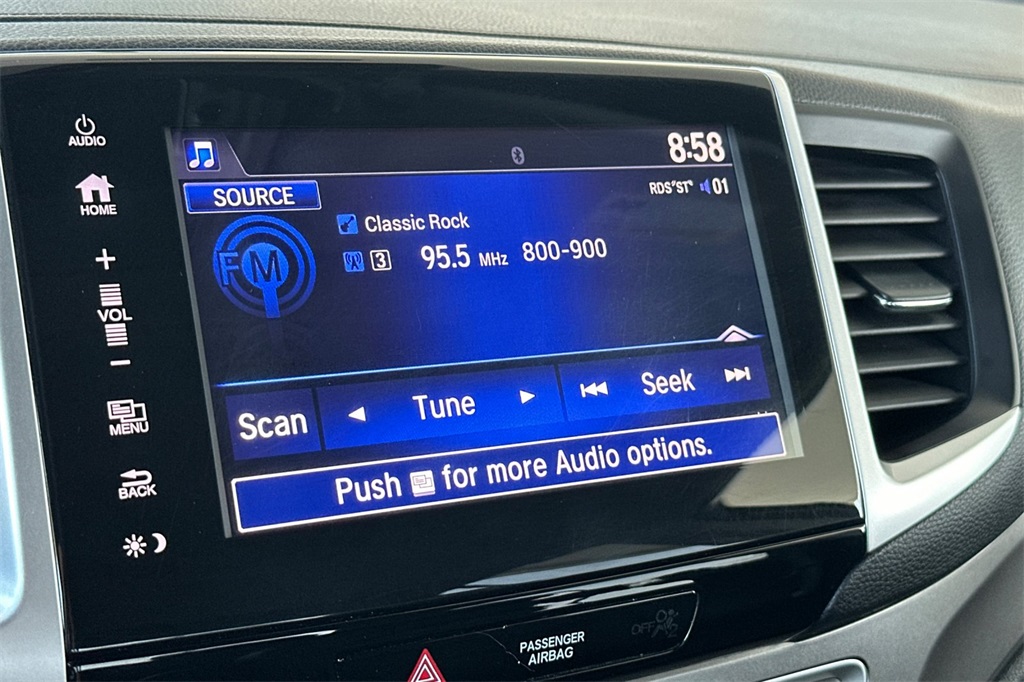 AUDIO
8:58
HOME
SOURCE
RDS "ST" 01
Classic Rock
FM
3 95.5 MHz 800-900
+
VOL
−
Scan
Tune
Seek
MENU
Push for more Audio options.
BACK
PASSENGER
AIRBAG
OFF